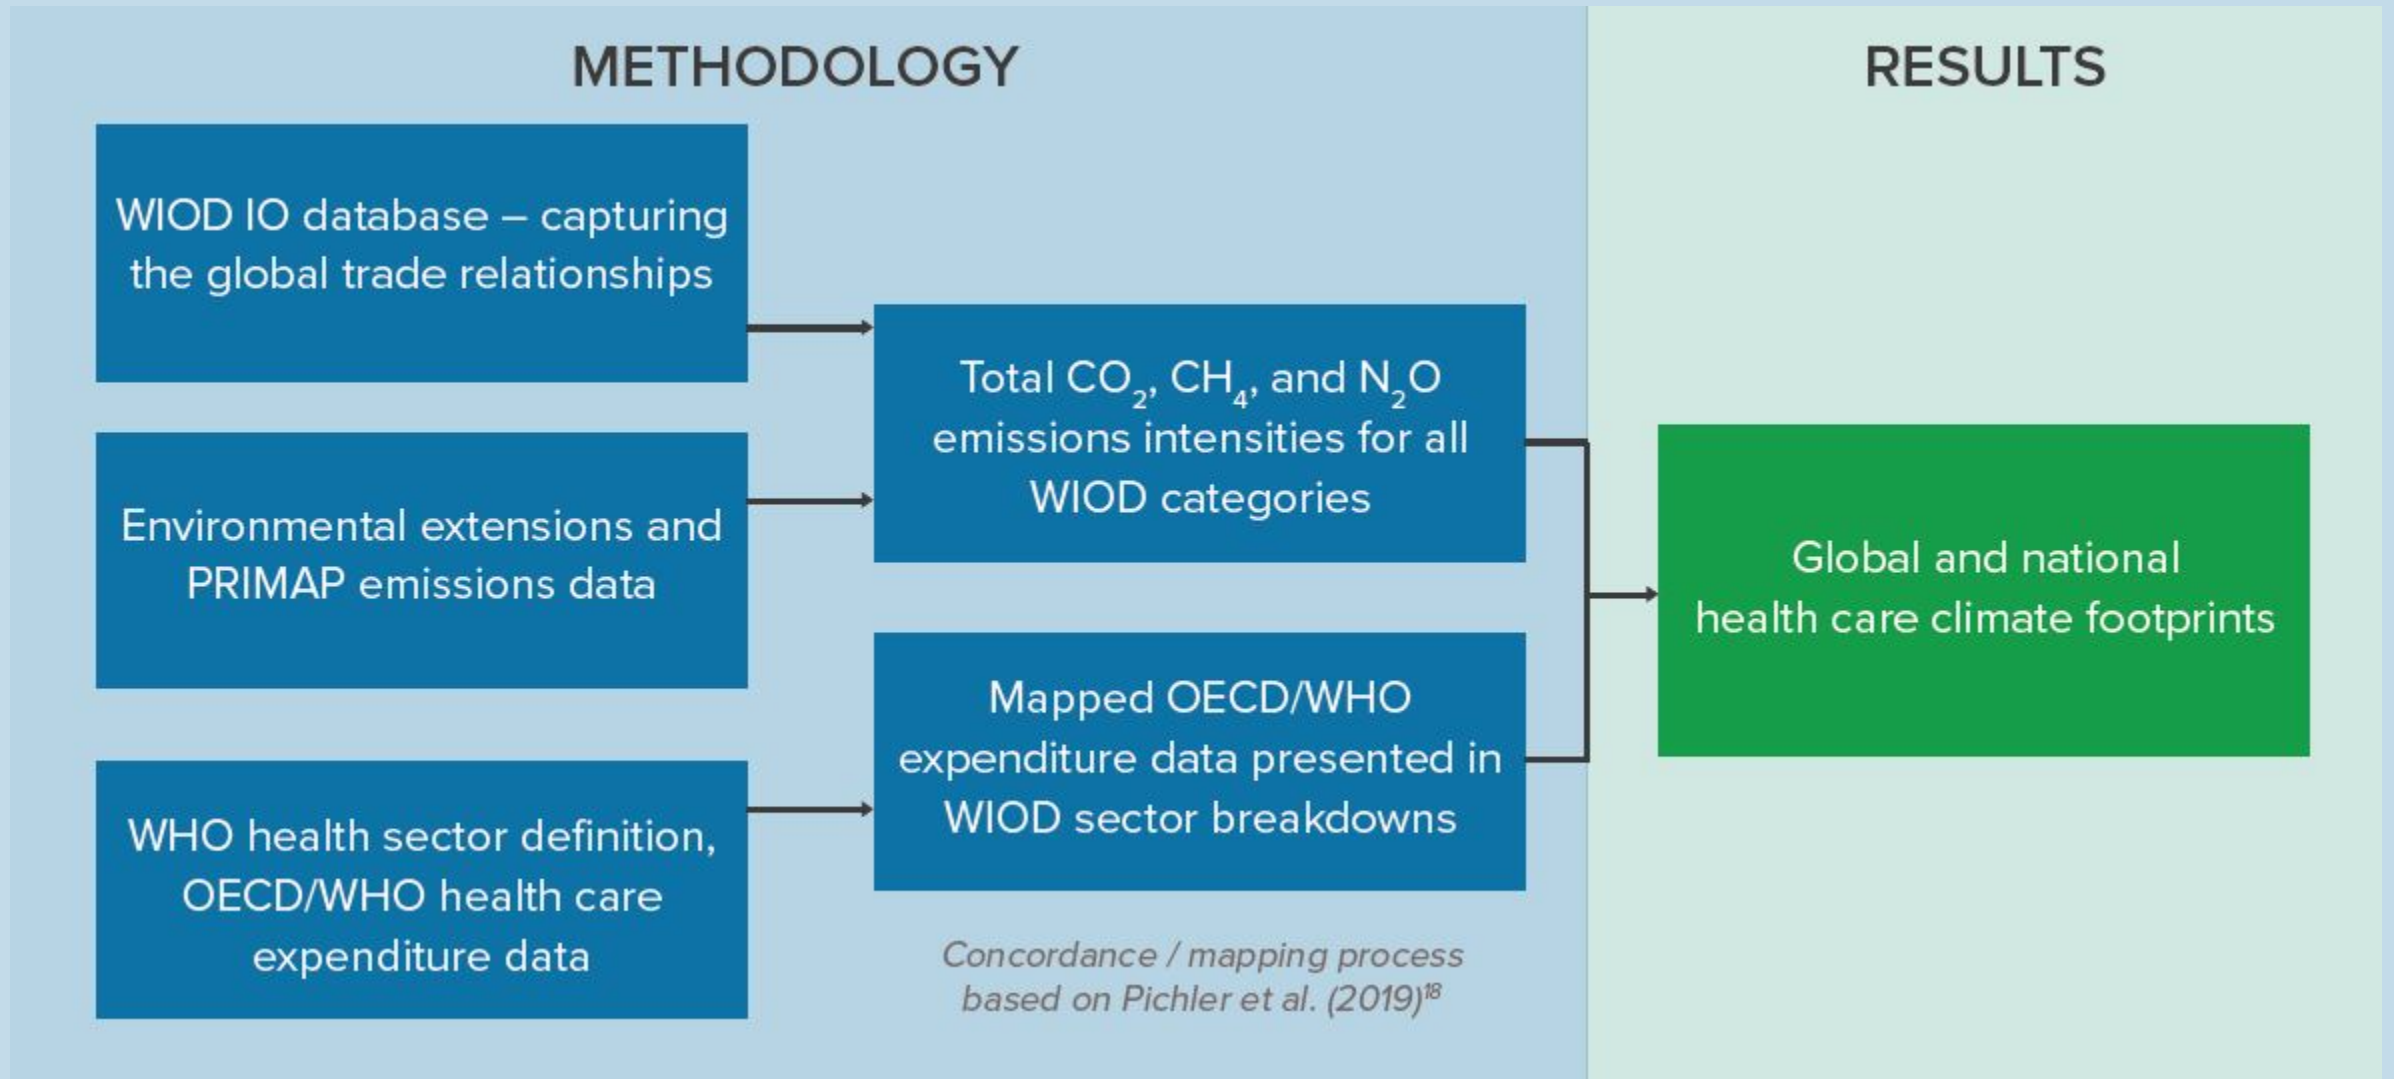 METHODOLOGY
RESULTS
WIOD IO database – capturing
the global trade relationships
Environmental extensions and
PRIMAP emissions data
WHO health sector definition,
OECD/WHO health care
expenditure data
Total CO₂, CH₄, and N₂O
emissions intensities for all
WIOD categories
Mapped OECD/WHO
expenditure data presented in
WIOD sector breakdowns
Concordance / mapping process
based on Pichler et al. (2019)¹⁸
Global and national
health care climate footprints